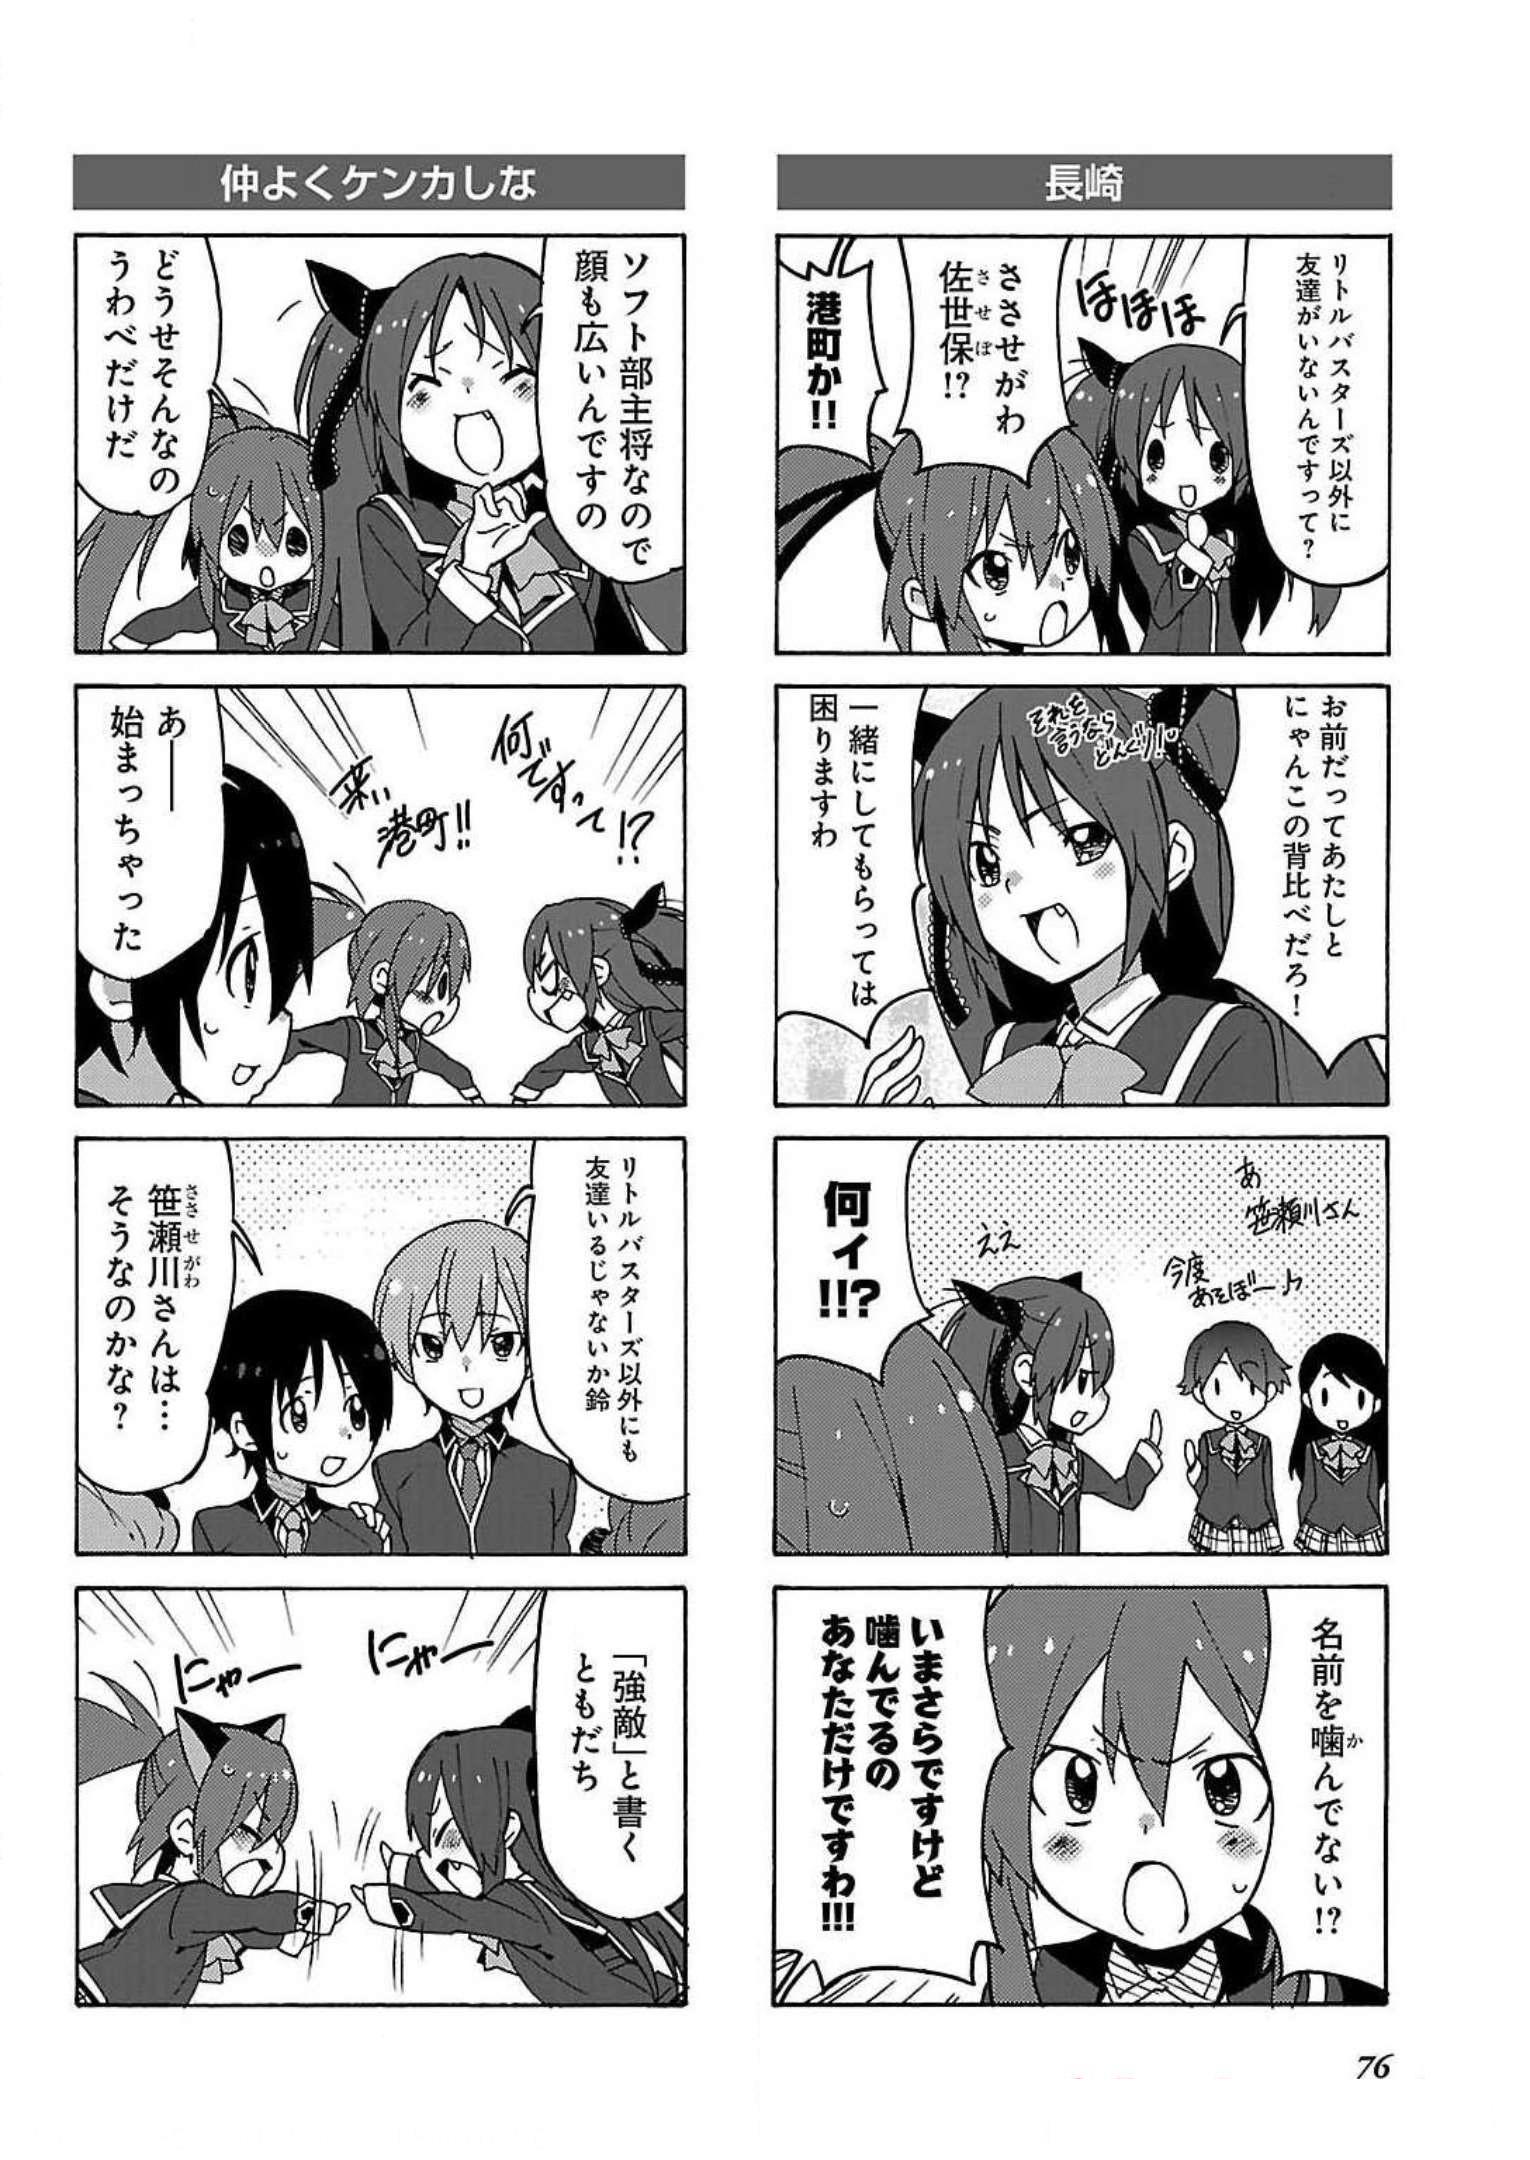 長崎
リトルバスターズ以外に
友達がいないんですって？
ほほほ
ささせがわ
佐世保!?
させぼ
港町か!!
お前だってあたしと
にゃんこの背比べだろ！
それを
言うなら
どんぐり！
一緒にしてもらっては
困りますわ
あ
笹瀬川さん
今度
あそぼー♪
ええ
何ィ!!?
名前を噛んでない!?
か
いまさらですけど
噛んでるの
あなただけですわ!!!
仲よくケンカしな
ソフト部主将なので
顔も広いんですの
どうせそんなの
うわべだけだ
何ですって!?
来い
港町!!
あ──
始まっちゃった
リトルバスターズ以外にも
友達いるじゃないか鈴
笹瀬川さんは…
ささせがわ
そうなのかな？
「強敵」と書く
ともだち
にゃー
にゃー
76